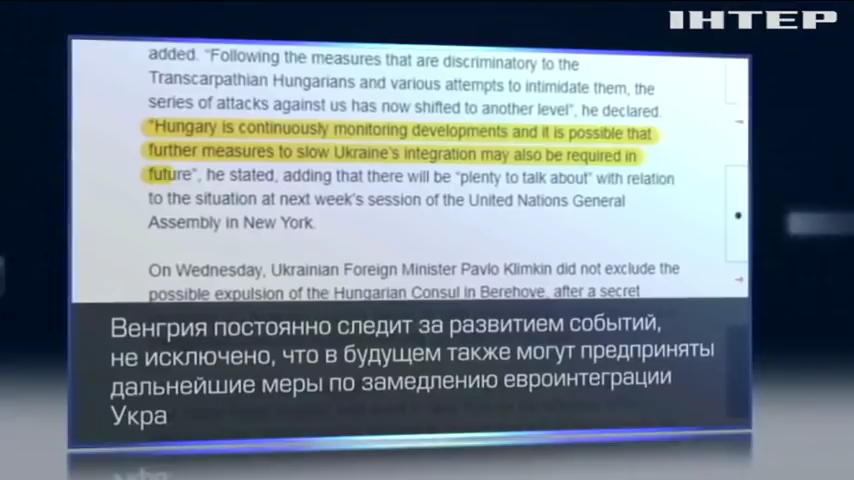 ІНТЕР
added. “Following the measures that are discriminatory to the
Transcarpathian Hungarians and various attempts to intimidate them, the
series of attacks against us has now shifted to another level”, he declared.
“Hungary is continuously monitoring developments and it is possible that
further measures to slow Ukraine's integration may also be required in
future”, he stated, adding that there will be “plenty to talk about” with relation
to the situation at next week's session of the United Nations General
Assembly in New York.
On Wednesday, Ukrainian Foreign Minister Pavlo Klimkin did not exclude the
possible expulsion of the Hungarian Consul in Berehove, after a secret
Венгрия постоянно следит за развитием событий,
не исключено, что в будущем также могут предприняты
дальнейшие меры по замедлению евроинтеграции
Укра